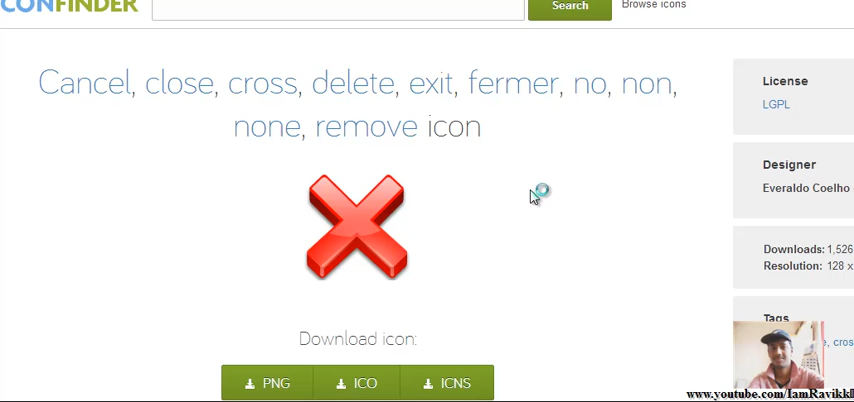 CONFINDER
Search
Browse icons
Cancel, close, cross, delete, exit, fermer, no, non,
none, remove icon
License
LGPL
Designer
Everaldo Coelho
Downloads: 1,526
Resolution: 128 x
Download icon:
Tags
e, cros
PNG
ICO
ICNS
www.youtube.com/IamRavikk